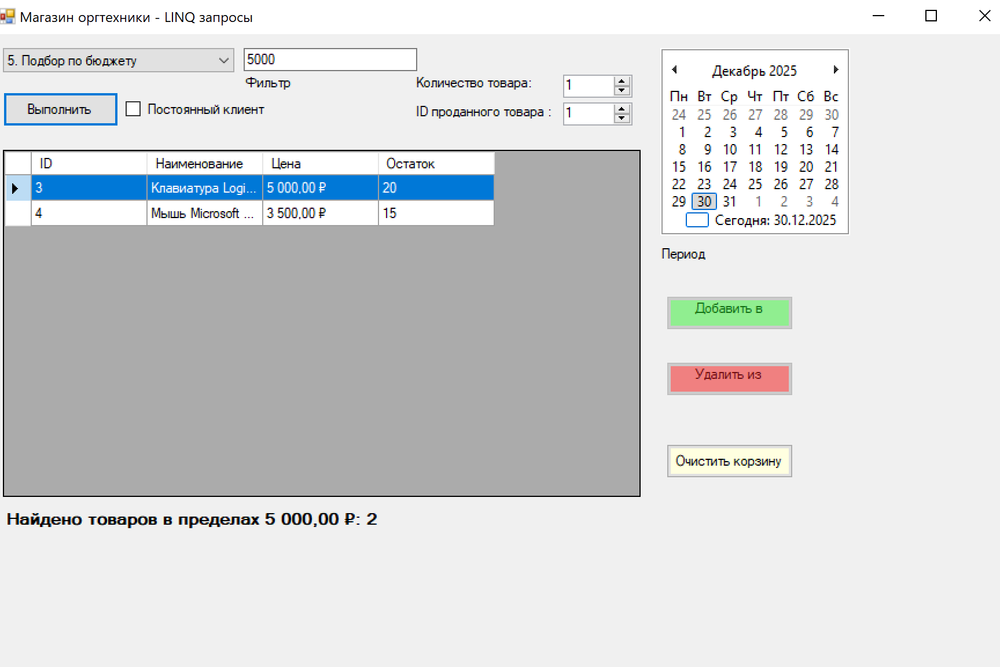 Магазин оргтехники - LINQ запросы
5. Подбор по бюджету
5000
Фильтр
Выполнить
Постоянный клиент
Количество товара:
1
ID проданного товара :
1
ID Наименование Цена Остаток
3 Клавиатура Logi... 5 000,00 ₽ 20
4 Мышь Microsoft ... 3 500,00 ₽ 15
Найдено товаров в пределах 5 000,00 ₽: 2
Декабрь 2025
Пн Вт Ср Чт Пт Сб Вс
24 25 26 27 28 29 30
1 2 3 4 5 6 7
8 9 10 11 12 13 14
15 16 17 18 19 20 21
22 23 24 25 26 27 28
29 30 31 1 2 3 4
Сегодня: 30.12.2025
Период
Добавить в
Удалить из
Очистить корзину